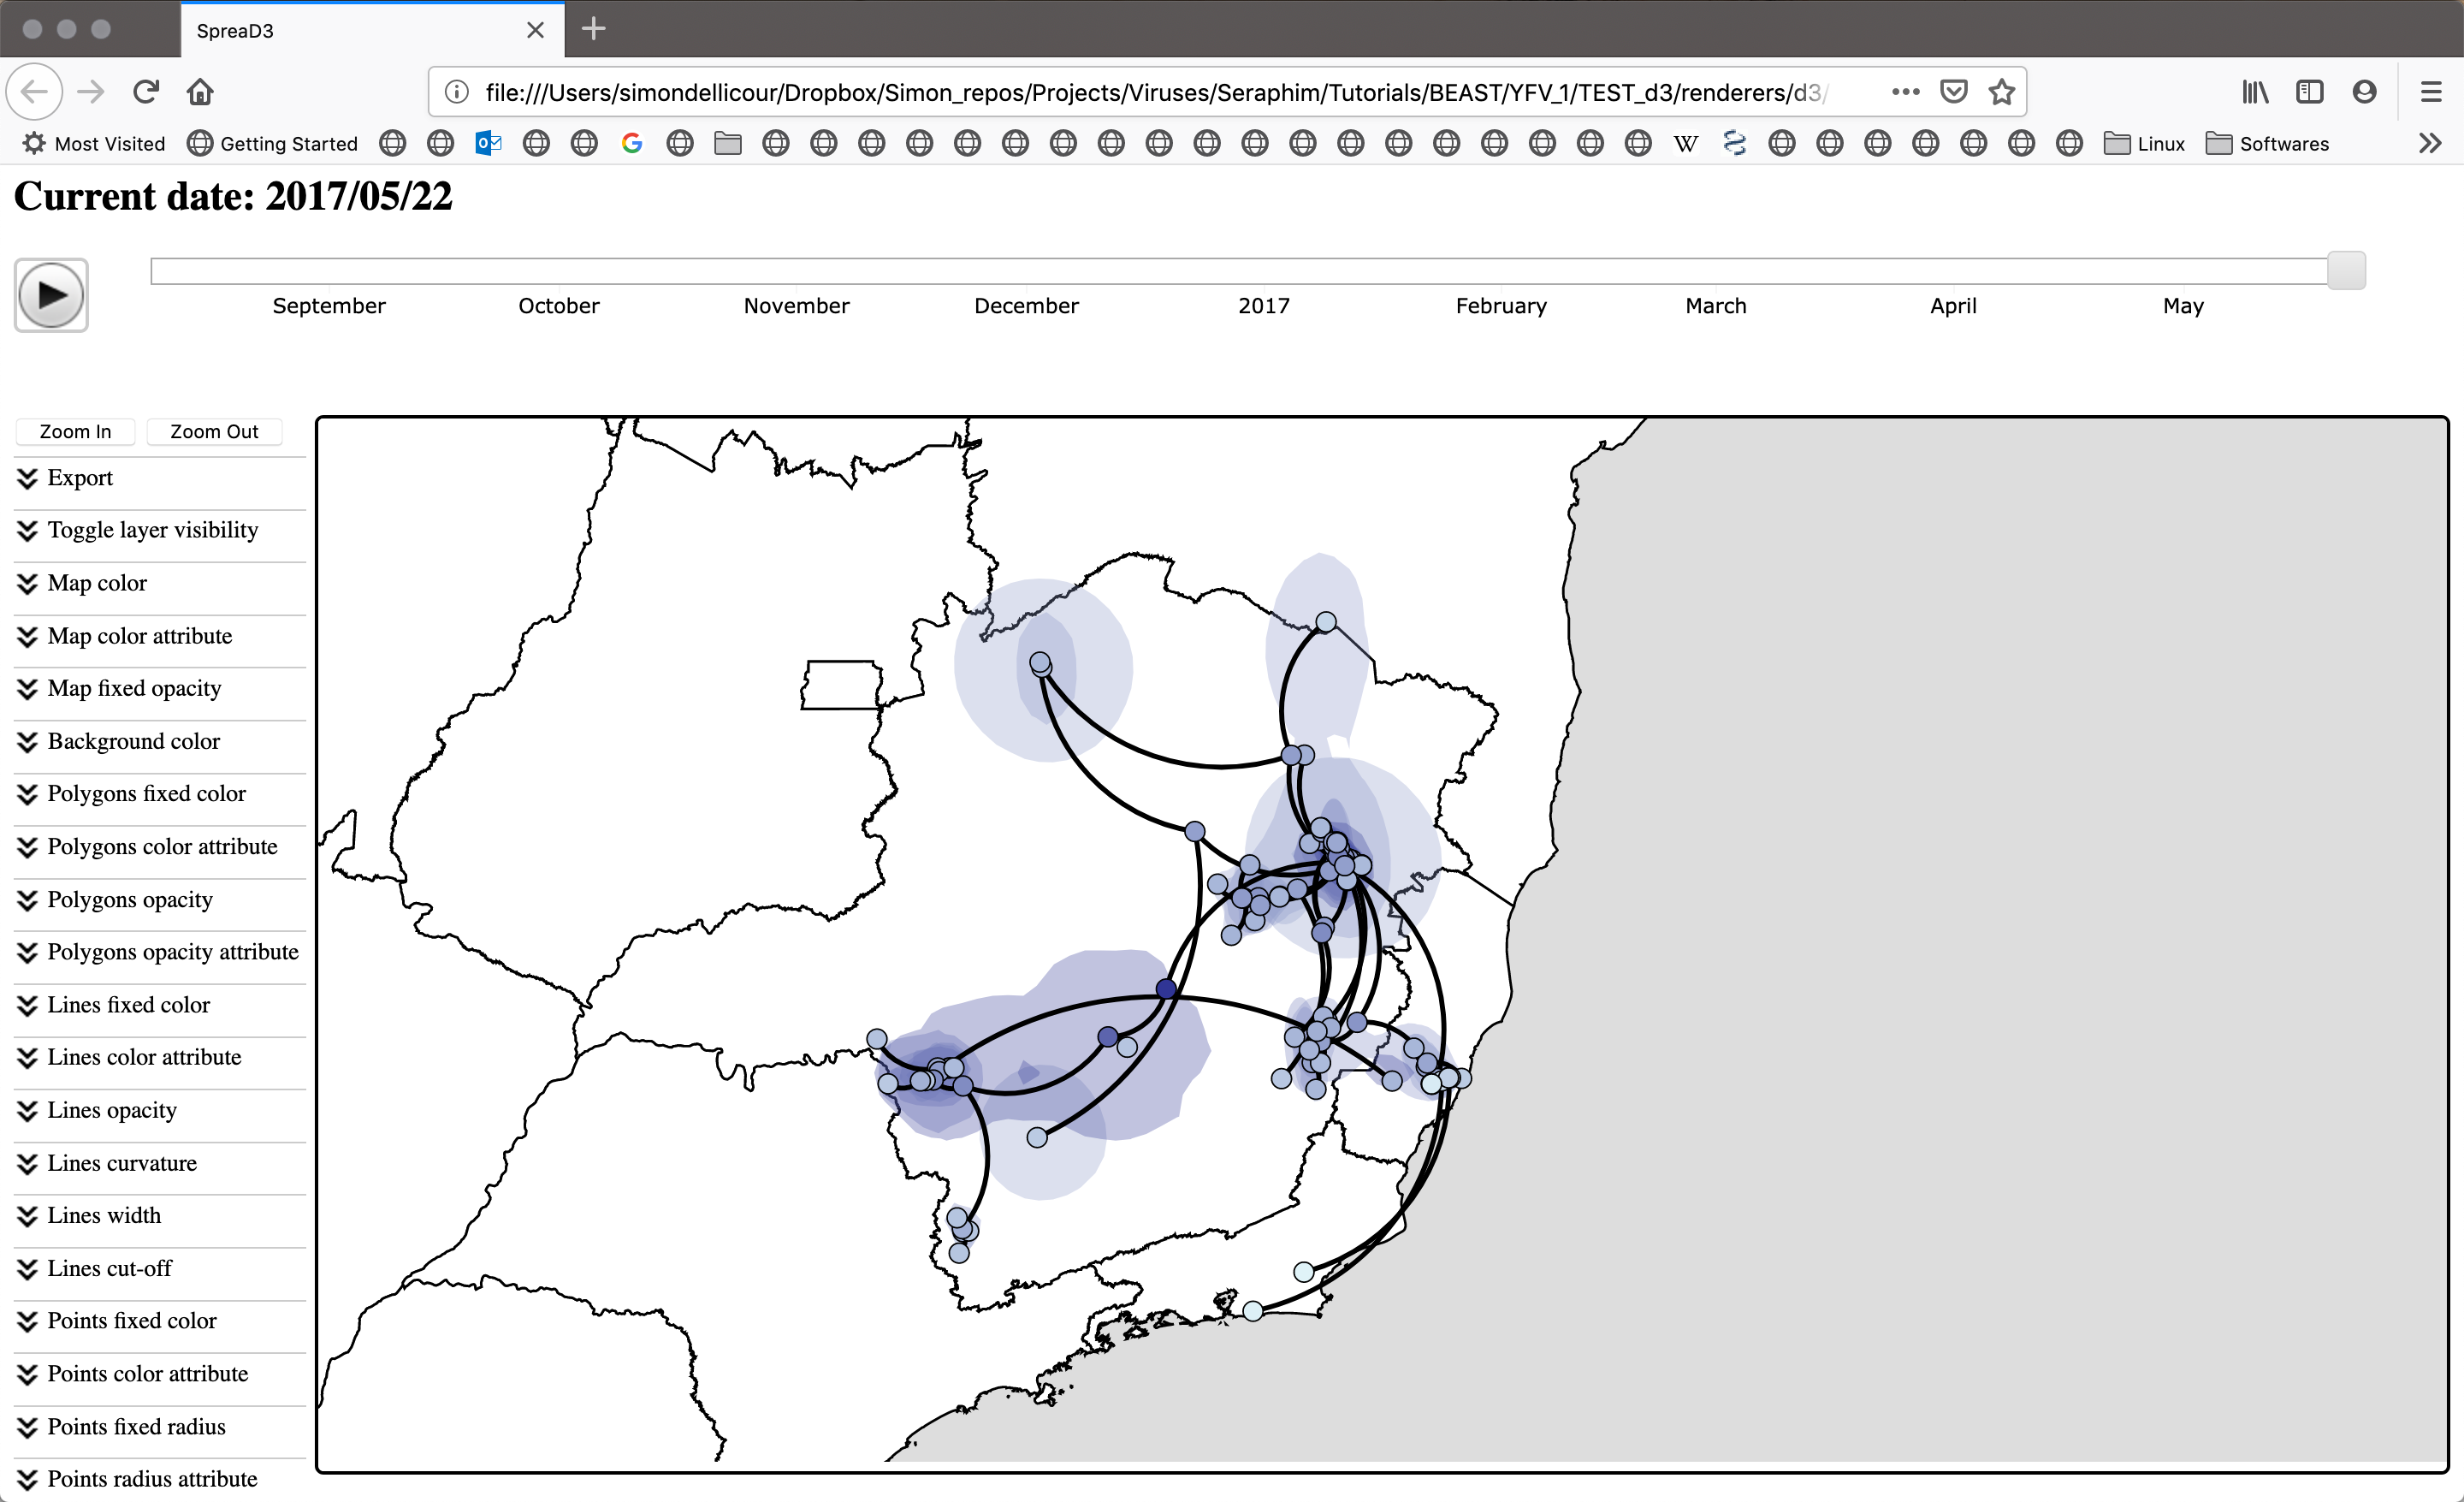 SpreaD3
file:///Users/simondellicour/Dropbox/Simon_repos/Projects/Viruses/Seraphim/Tutorials/BEAST/YFV_1/TEST_d3/renderers/d3/
Most Visited Getting Started G W Linux Softwares
Current date: 2017/05/22
September October November December 2017 February March April May
Zoom In Zoom Out
Export
Toggle layer visibility
Map color
Map color attribute
Map fixed opacity
Background color
Polygons fixed color
Polygons color attribute
Polygons opacity
Polygons opacity attribute
Lines fixed color
Lines color attribute
Lines opacity
Lines curvature
Lines width
Lines cut-off
Points fixed color
Points color attribute
Points fixed radius
Points radius attribute